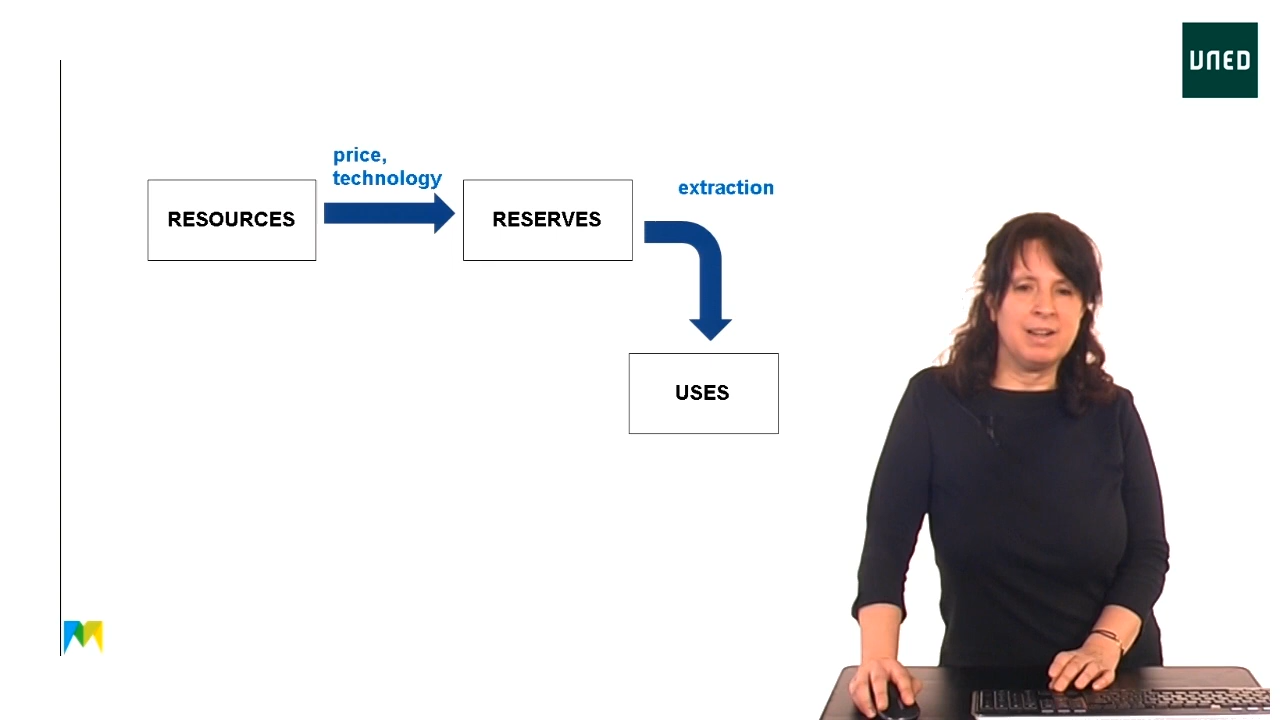 UNED
price,
technology
extraction
RESOURCES
RESERVES
USES